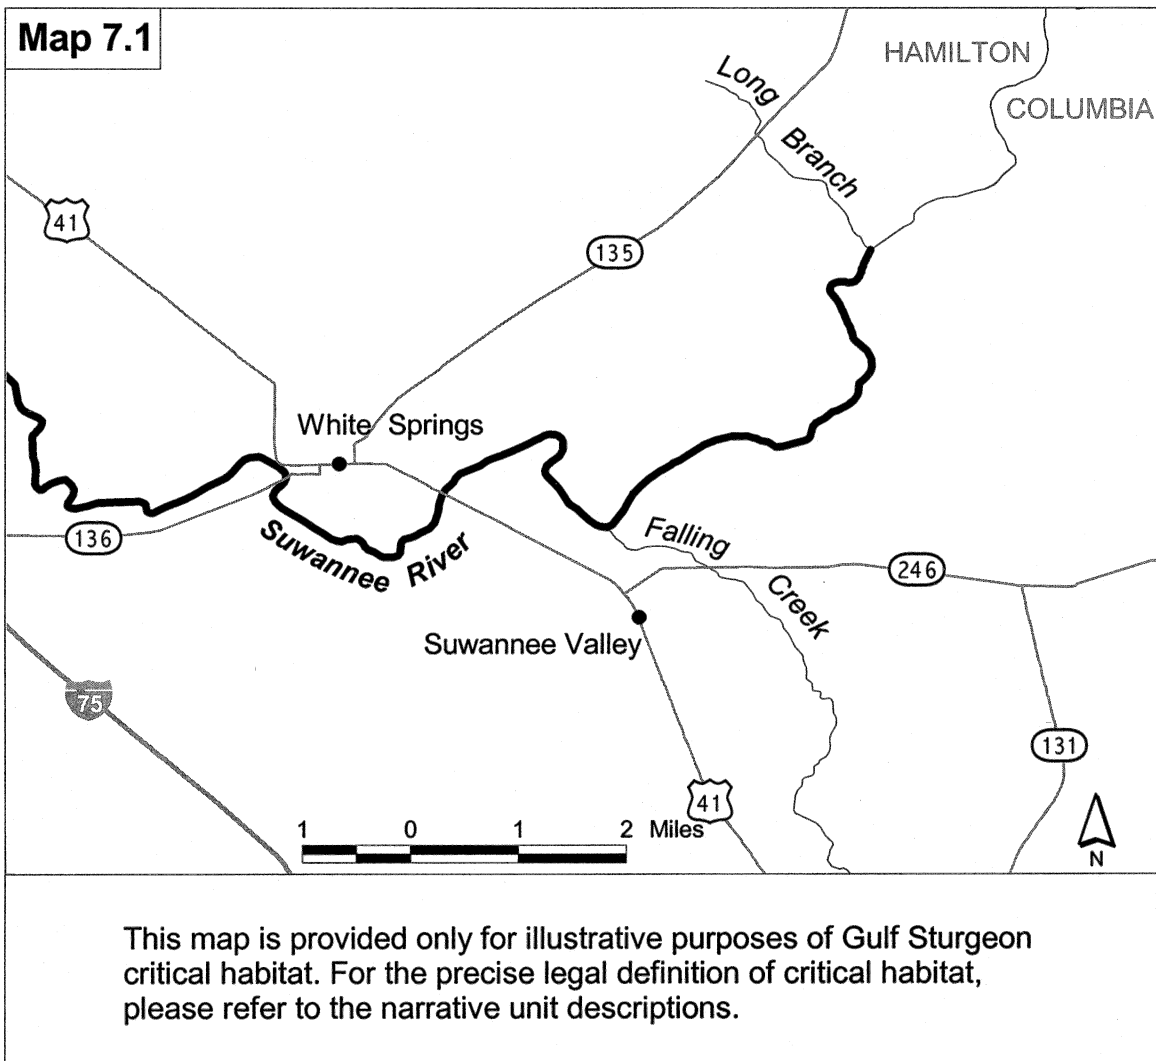 Map 7.1
HAMILTON
COLUMBIA
Long
Branch
41
135
White Springs
136
Suwannee River
Falling
Creek
246
Suwannee Valley
75
131
41
1 0 1 2 Miles
N
This map is provided only for illustrative purposes of Gulf Sturgeon
critical habitat. For the precise legal definition of critical habitat,
please refer to the narrative unit descriptions.